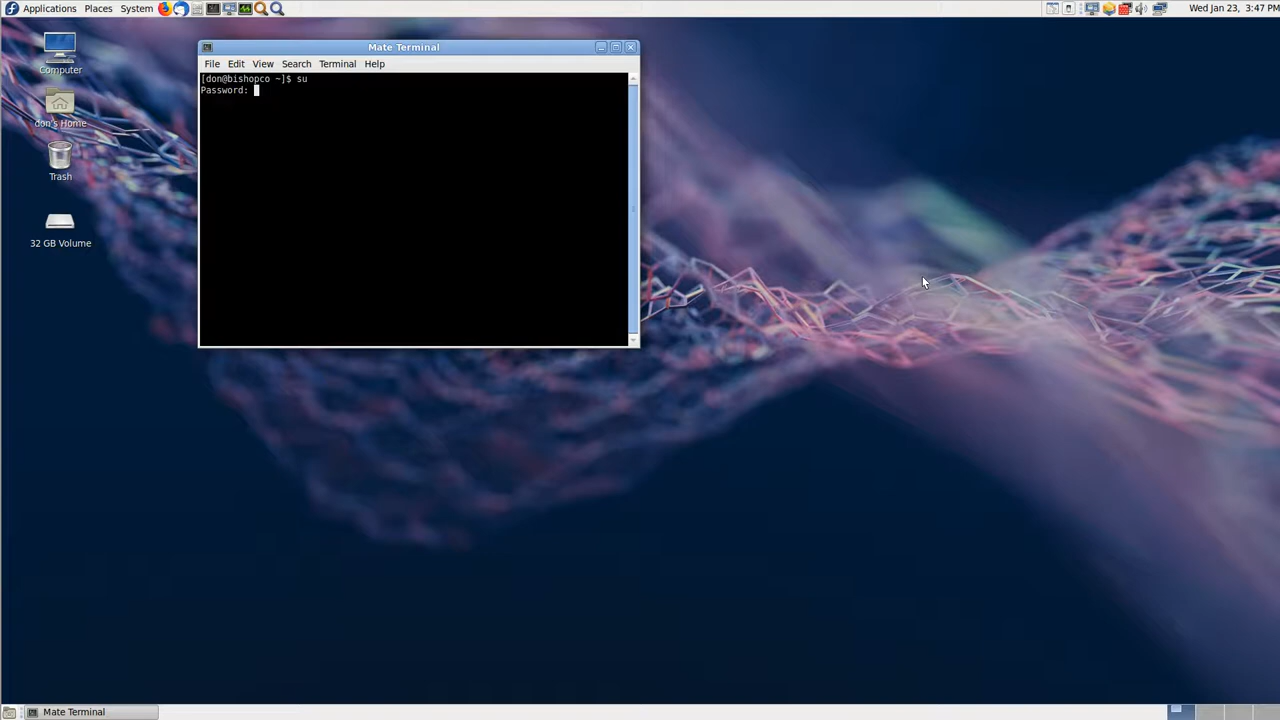 Applications Places System Wed Jan 23, 3:47 PM
Computer
don's Home
Trash
32 GB Volume
Mate Terminal
File Edit View Search Terminal Help
[don@bishopco ~]$ su
Password:
Mate Terminal